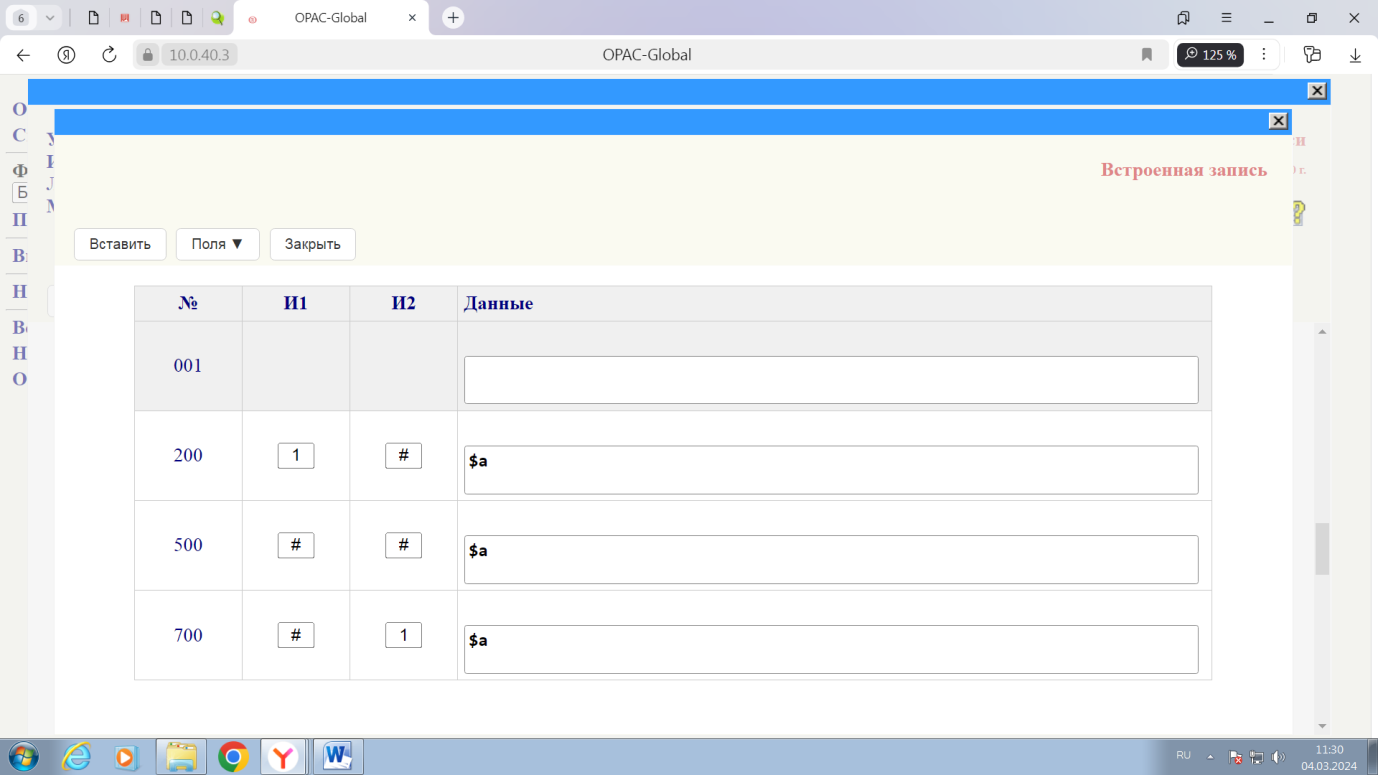 6
OPAC-Global
10.0.40.3
OPAC-Global
125 %
Встроенная запись
г.
Вставить
Поля ▼
Закрыть
№ И1 И2 Данные
001
200 1 # $a
500 # # $a
700 # 1 $a
RU
11:30
04.03.2024